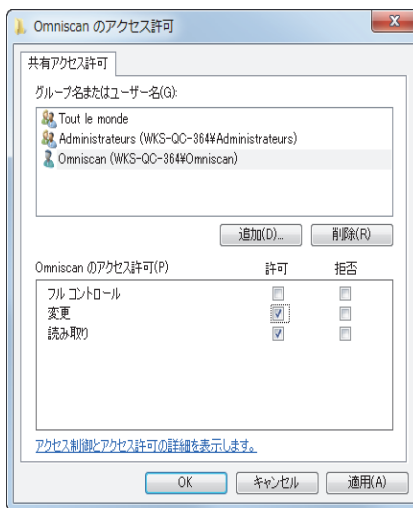 Omniscan のアクセス許可
X
共有アクセス許可
グループ名またはユーザー名(G):
Tout le monde
Administrateurs (WKS-QC-364¥Administrateurs)
Omniscan (WKS-QC-364¥Omniscan)
追加(D)... 削除(R)
Omniscan のアクセス許可(P) 許可 拒否
フル コントロール
変更
読み取り
アクセス制御とアクセス許可の詳細を表示します。
OK キャンセル 適用(A)